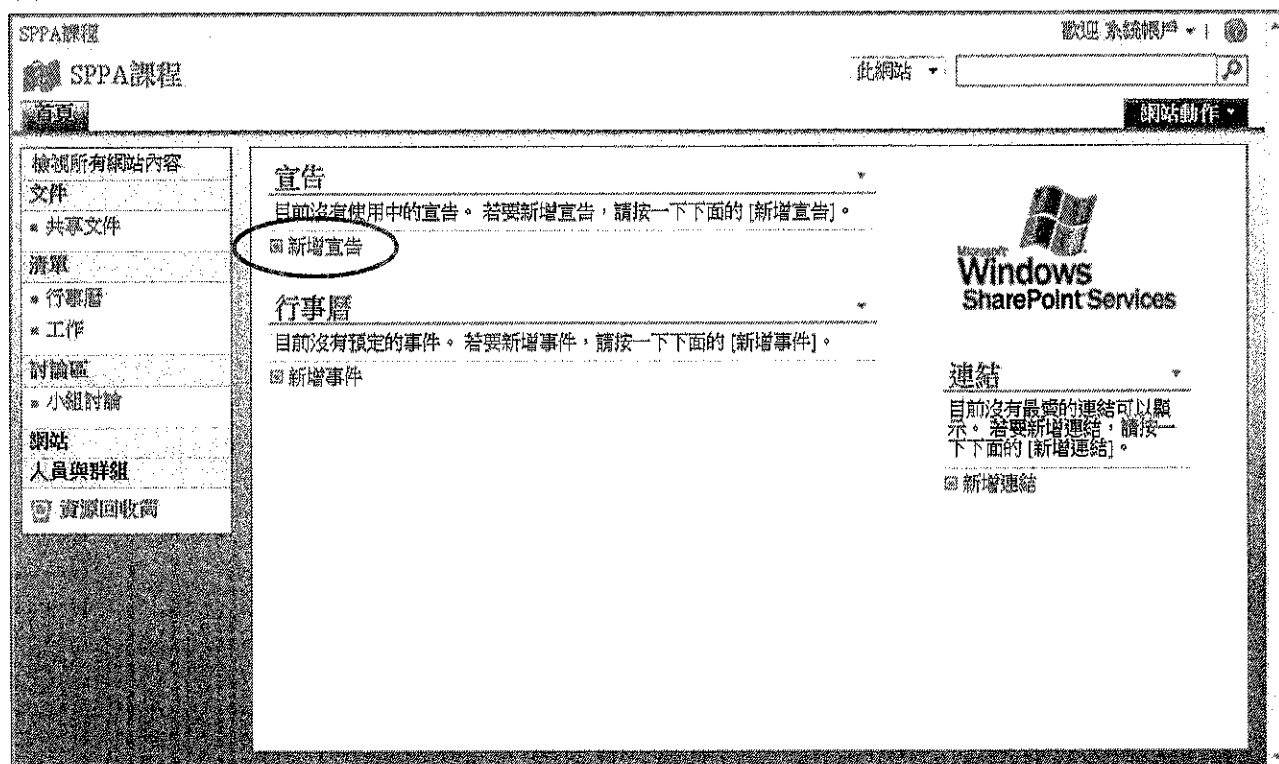 SPPA課程
歡迎 系統帳戶
SPPA課程
此網站
首頁
網站動作
檢視所有網站內容
文件
共享文件
清單
行事曆
工作
討論區
小組討論
網站
人員與群組
資源回收筒
宣告
目前沒有使用中的宣告。 若要新增宣告，請按一下下面的 [新增宣告]。
新增宣告
行事曆
目前沒有預定的事件。 若要新增事件，請按一下下面的 [新增事件]。
新增事件
Microsoft
Windows
SharePoint Services
連結
目前沒有最愛的連結可以顯
示。 若要新增連結，請按一
下下面的 [新增連結]。
新增連結